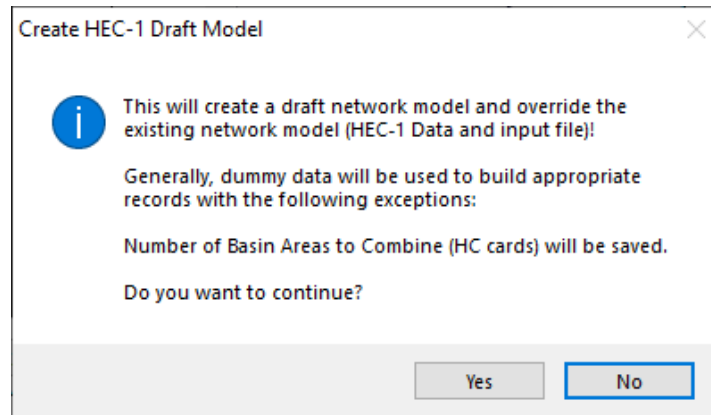 Create HEC-1 Draft Model
This will create a draft network model and override the
existing network model (HEC-1 Data and input file)!
Generally, dummy data will be used to build appropriate
records with the following exceptions:
Number of Basin Areas to Combine (HC cards) will be saved.
Do you want to continue?
Yes
No